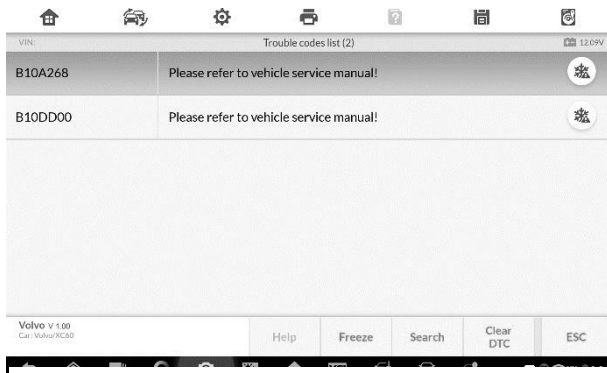 VIN:
Trouble codes list (2)
12.09V
B10A268
Please refer to vehicle service manual!
B10DD00
Please refer to vehicle service manual!
Volvo V 1.00
Car: Volvo/XC60
Help
Freeze
Search
Clear
DTC
ESC